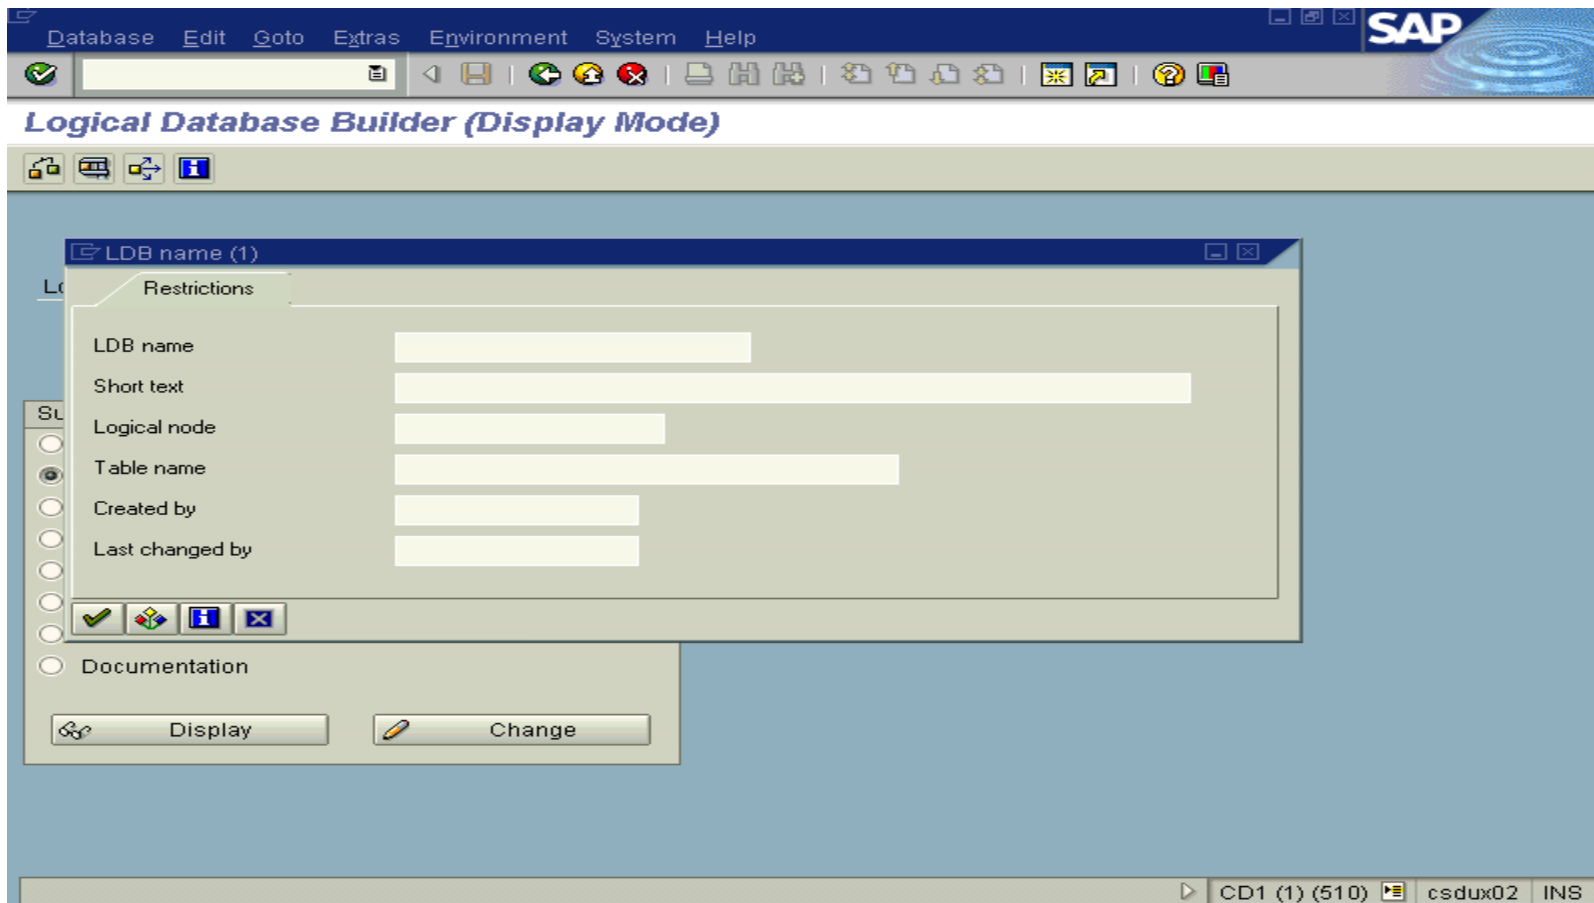 SAP
Database Edit Goto Extras Environment System Help
Logical Database Builder (Display Mode)
LDB name (1)
Restrictions
LDB name
Short text
Logical node
Table name
Created by
Last changed by
Documentation
Display Change
CD1 (1) (510) csdux02 INS